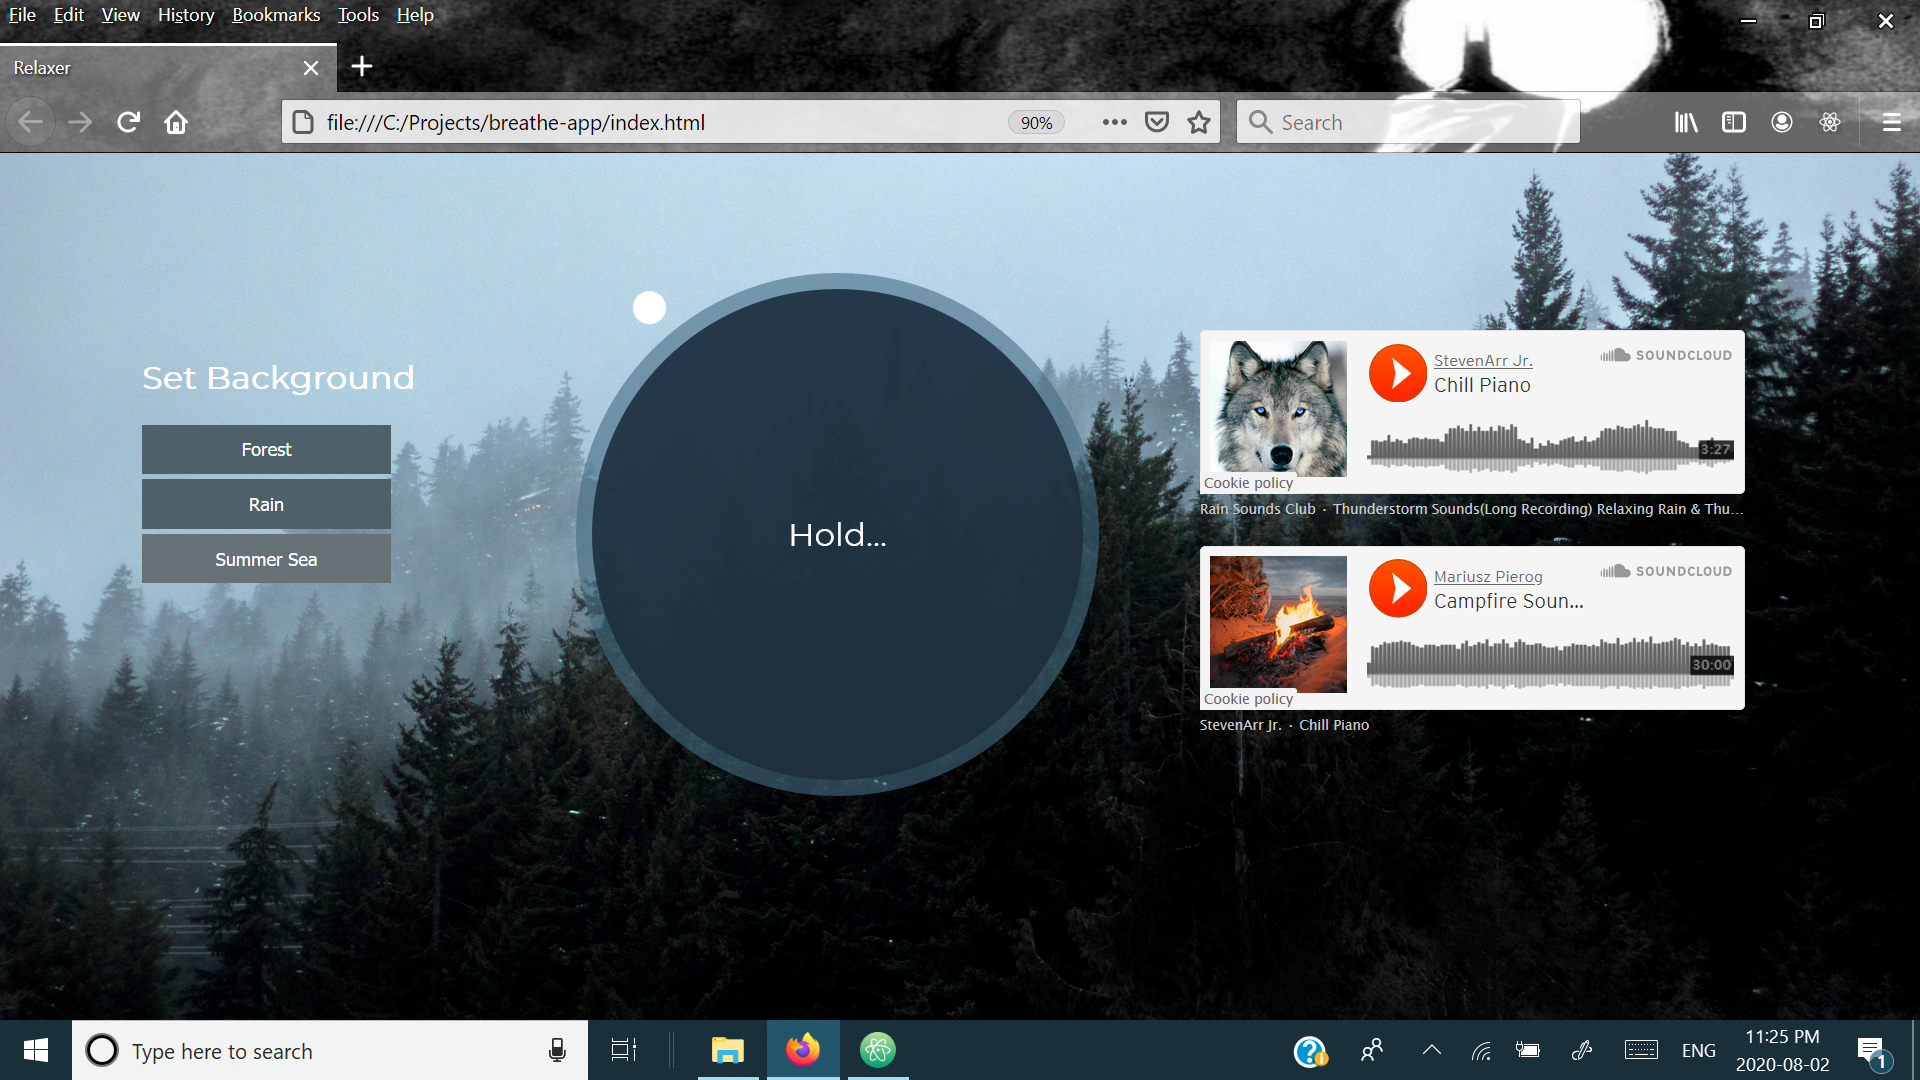 File Edit View History Bookmarks Tools Help
Relaxer
file:///C:/Projects/breathe-app/index.html
90%
Search
Set Background
Forest
Rain
Summer Sea
Hold...
StevenArr Jr.
SOUNDCLOUD
Chill Piano
3:27
Cookie policy
Rain Sounds Club · Thunderstorm Sounds(Long Recording) Relaxing Rain & Thu...
Mariusz Pierog
SOUNDCLOUD
Campfire Soun...
30:00
Cookie policy
StevenArr Jr. · Chill Piano
Type here to search
ENG
11:25 PM
2020-08-02
1